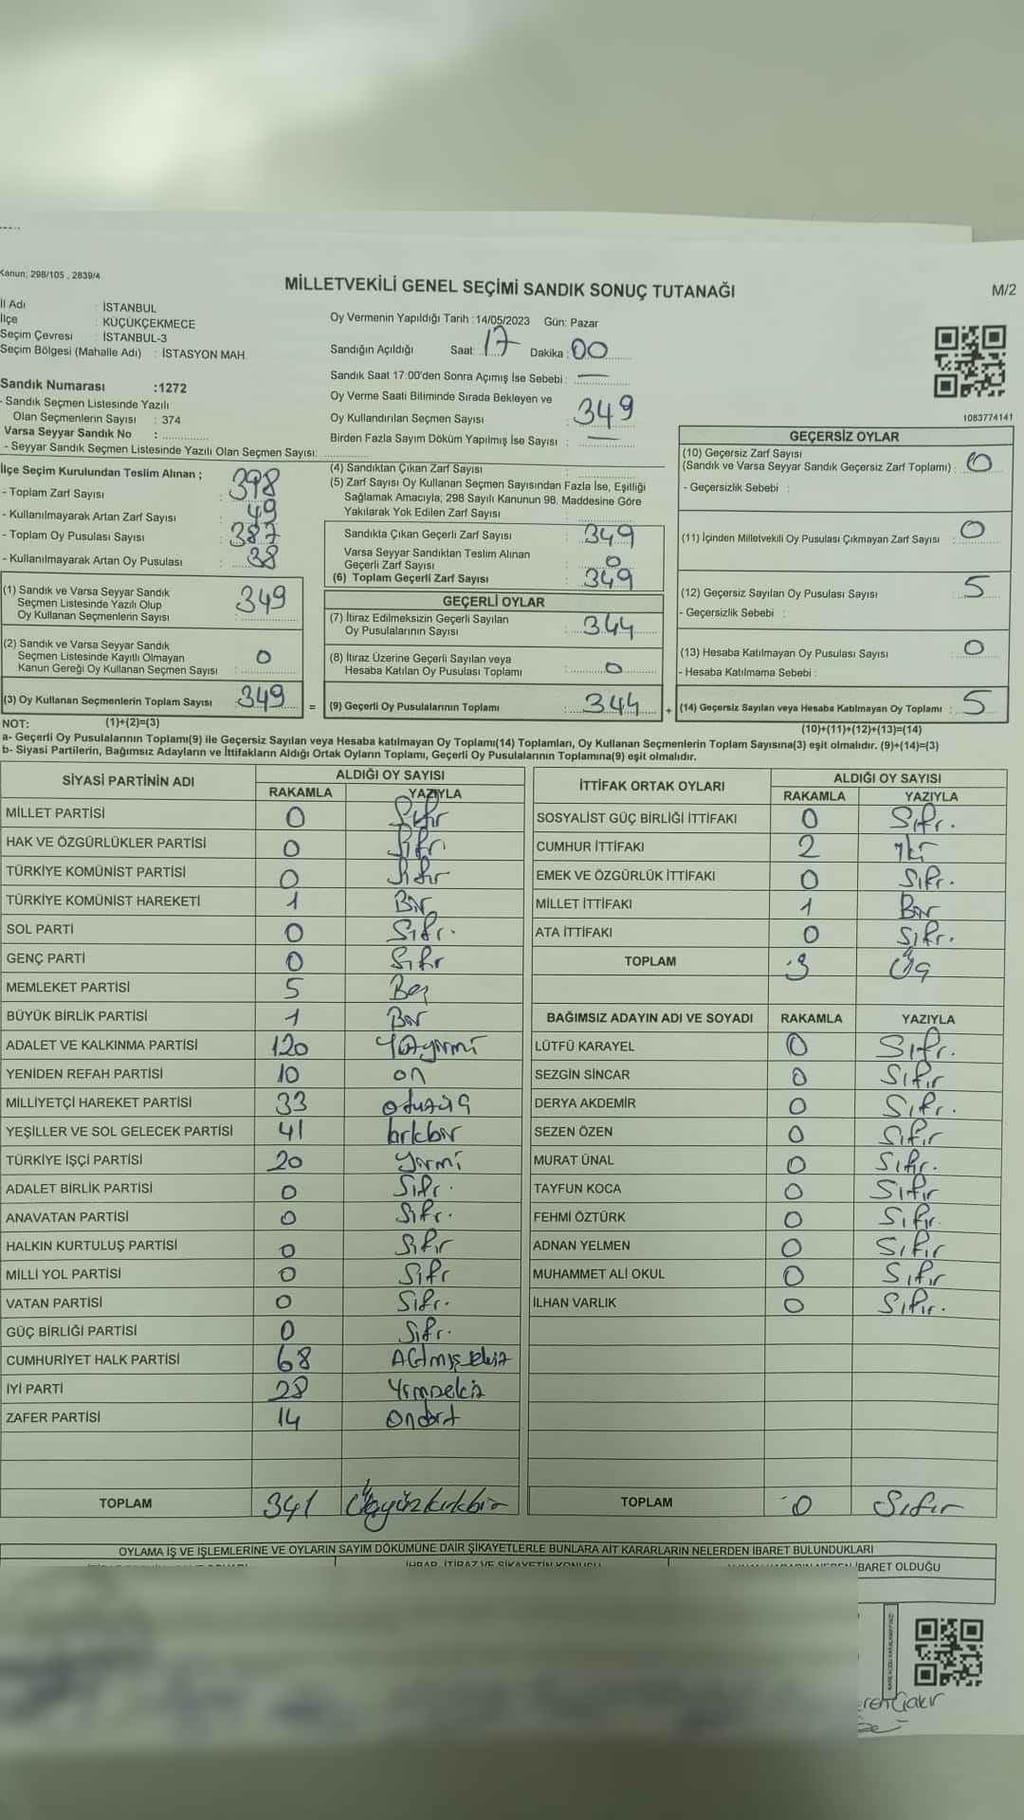 Kanun; 298/105 , 2839/4
MİLLETVEKİLİ GENEL SEÇİMİ SANDIK SONUÇ TUTANAĞI
M/2
İl Adı : İSTANBUL
İlçe : KÜÇÜKÇEKMECE
Seçim Çevresi : İSTANBUL-3
Seçim Bölgesi (Mahalle Adı) : İSTASYON MAH.
Oy Vermenin Yapıldığı Tarih :14/05/2023 Gün: Pazar
Sandığın Açıldığı Saat: 17 Dakika : 00
Sandık Saat 17:00'den Sonra Açımış İse Sebebi : —
Oy Verme Saati Bitiminde Sırada Bekleyen ve
Oy Kullandırılan Seçmen Sayısı : 349
Birden Fazla Sayım Döküm Yapılmış İse Sayısı : —
1083774141
Sandık Numarası :1272
- Sandık Seçmen Listesinde Yazılı
Olan Seçmenlerin Sayısı : 374
Varsa Seyyar Sandık No :
- Seyyar Sandık Seçmen Listesinde Yazılı Olan Seçmen Sayısı:
İlçe Seçim Kurulundan Teslim Alınan ;
- Toplam Zarf Sayısı : 398
- Kullanılmayarak Artan Zarf Sayısı : 49
- Toplam Oy Pusulası Sayısı : 387
- Kullanılmayarak Artan Oy Pusulası : 38
(1) Sandık ve Varsa Seyyar Sandık
Seçmen Listesinde Yazılı Olup
Oy Kullanan Seçmenlerin Sayısı : 349
(2) Sandık ve Varsa Seyyar Sandık
Seçmen Listesinde Kayıtlı Olmayan
Kanun Gereği Oy Kullanan Seçmen Sayısı : 0
(3) Oy Kullanan Seçmenlerin Toplam Sayısı : 349 =
(4) Sandıktan Çıkan Zarf Sayısı :
(5) Zarf Sayısı Oy Kullanan Seçmen Sayısından Fazla İse, Eşitliği
Sağlamak Amacıyla; 298 Sayılı Kanunun 98. Maddesine Göre
Yakılarak Yok Edilen Zarf Sayısı :
Sandıkta Çıkan Geçerli Zarf Sayısı : 349
Varsa Seyyar Sandıktan Teslim Alınan
Geçerli Zarf Sayısı : 0
(6) Toplam Geçerli Zarf Sayısı : 349
GEÇERLİ OYLAR
(7) İtiraz Edilmeksizin Geçerli Sayılan
Oy Pusulalarının Sayısı : 344
(8) İtiraz Üzerine Geçerli Sayılan veya
Hesaba Katılan Oy Pusulası Toplamı : 0
(9) Geçerli Oy Pusulalarının Toplamı : 344 +
GEÇERSİZ OYLAR
(10) Geçersiz Zarf Sayısı
(Sandık ve Varsa Seyyar Sandık Geçersiz Zarf Toplamı) : 0
- Geçersizlik Sebebi :
(11) İçinden Milletvekili Oy Pusulası Çıkmayan Zarf Sayısı : 0
(12) Geçersiz Sayılan Oy Pusulası Sayısı : 5
- Geçersizlik Sebebi :
(13) Hesaba Katılmayan Oy Pusulası Sayısı : 0
- Hesaba Katılmama Sebebi :
(14) Geçersiz Sayılan veya Hesaba Katılmayan Oy Toplamı : 5
NOT: (1)+(2)=(3) (10)+(11)+(12)+(13)=(14)
a- Geçerli Oy Pusulalarının Toplamı(9) ile Geçersiz Sayılan veya Hesaba katılmayan Oy Toplamı(14) Toplamları, Oy Kullanan Seçmenlerin Toplam Sayısına(3) eşit olmalıdır. (9)+(14)=(3)
b- Siyasi Partilerin, Bağımsız Adayların ve İttifakların Aldığı Ortak Oyların Toplamı, Geçerli Oy Pusulalarının Toplamına(9) eşit olmalıdır.
SİYASİ PARTİNİN ADI ALDIĞI OY SAYISI
RAKAMLA YAZIYLA
MİLLET PARTİSİ 0 Sıfır
HAK VE ÖZGÜRLÜKLER PARTİSİ 0 Sıfır
TÜRKİYE KOMÜNİST PARTİSİ 0 Sıfır
TÜRKİYE KOMÜNİST HAREKETİ 1 Bir
SOL PARTİ 0 Sıfır.
GENÇ PARTİ 0 Sıfır
MEMLEKET PARTİSİ 5 Beş
BÜYÜK BİRLİK PARTİSİ 1 Bir
ADALET VE KALKINMA PARTİSİ 120
YENİDEN REFAH PARTİSİ 10 on
MİLLİYETÇİ HAREKET PARTİSİ 33 otuzüç
YEŞİLLER VE SOL GELECEK PARTİSİ 41 kırkbir
TÜRKİYE İŞÇİ PARTİSİ 20 yirmi
ADALET BİRLİK PARTİSİ 0 Sıfır.
ANAVATAN PARTİSİ 0 Sıfır.
HALKIN KURTULUŞ PARTİSİ 0 Sıfır
MİLLİ YOL PARTİSİ 0 Sıfır
VATAN PARTİSİ 0 Sıfır.
GÜÇ BİRLİĞİ PARTİSİ 0 Sıfır.
CUMHURİYET HALK PARTİSİ 68 Atmışsekiz
İYİ PARTİ 28 Yirmisekiz
ZAFER PARTİSİ 14 Ondört
TOPLAM 341 Üçyüzkırkbir
İTTİFAK ORTAK OYLARI ALDIĞI OY SAYISI
RAKAMLA YAZIYLA
SOSYALİST GÜÇ BİRLİĞİ İTTİFAKI 0 Sıfır.
CUMHUR İTTİFAKI 2 iki
EMEK VE ÖZGÜRLÜK İTTİFAKI 0 Sıfır.
MİLLET İTTİFAKI 1 Bir
ATA İTTİFAKI 0 Sıfır.
TOPLAM 3 Üç
BAĞIMSIZ ADAYIN ADI VE SOYADI RAKAMLA YAZIYLA
LÜTFÜ KARAYEL 0 Sıfır.
SEZGİN SİNCAR 0 Sıfır
DERYA AKDEMİR 0 Sıfır.
SEZEN ÖZEN 0 Sıfır
MURAT ÜNAL 0 Sıfır.
TAYFUN KOCA 0 Sıfır
FEHMİ ÖZTÜRK 0 Sıfır.
ADNAN YELMEN 0 Sıfır
MUHAMMET ALİ OKUL 0 Sıfır
İLHAN VARLIK 0 Sıfır.
TOPLAM 0 Sıfır
OYLAMA İŞ VE İŞLEMLERİNE VE OYLARIN SAYIM DÖKÜMÜNE DAİR ŞİKAYETLERLE BUNLARA AİT KARARLARIN NELERDEN İBARET BULUNDUKLARI
İHBAR, İTİRAZ VE ŞİKAYETİN KONUSU İBARET OLDUĞU